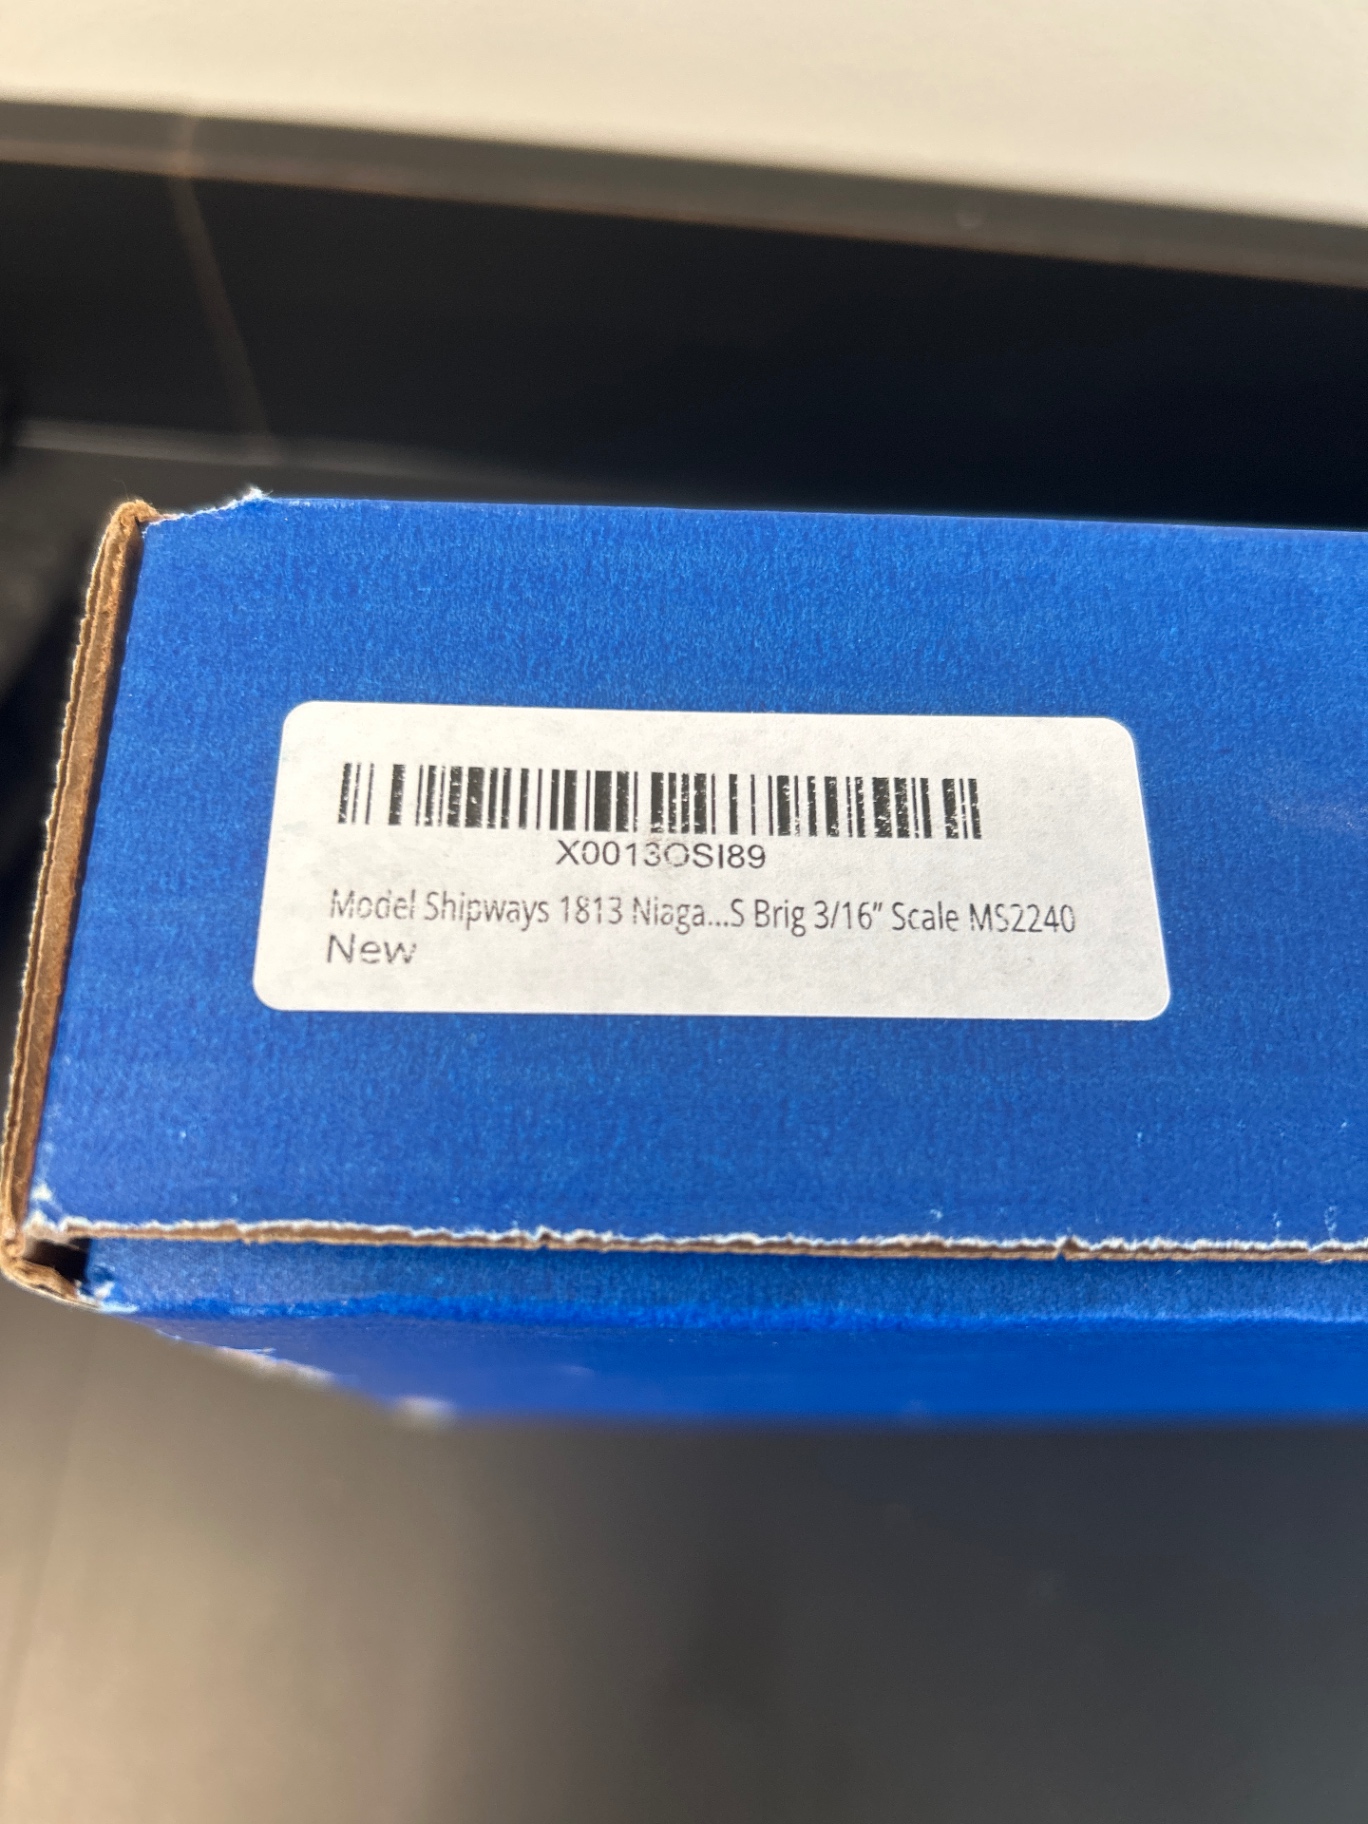 X0013OSI89
Model Shipways 1813 Niaga...S Brig 3/16" Scale MS2240
New